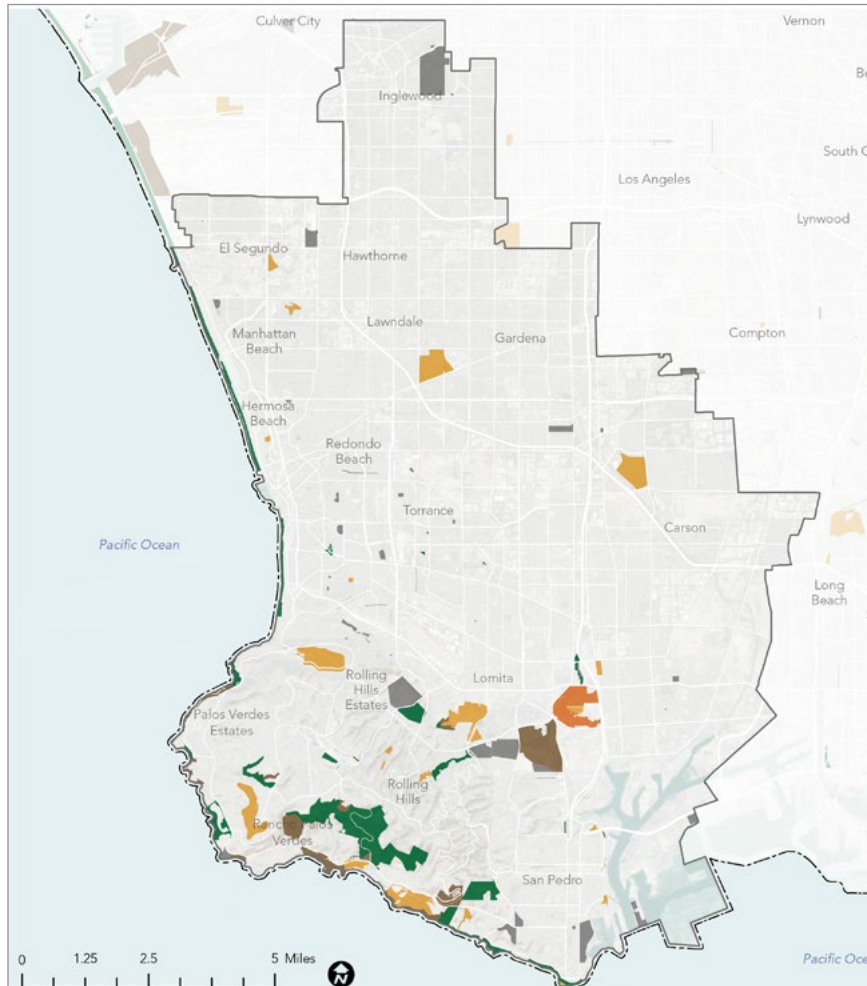 Culver City
Vernon
Be
Inglewood
South G
Los Angeles
Lynwood
El Segundo
Hawthorne
Lawndale
Manhattan
Beach
Gardena
Compton
Hermosa
Beach
Redondo
Beach
Torrance
Carson
Pacific Ocean
Long
Beach
Rolling
Hills
Estates
Lomita
Palos Verdes
Estates
Rolling
Hills
Rancho Palos
Verdes
San Pedro
0 1.25 2.5 5 Miles
N
Pacific Oce